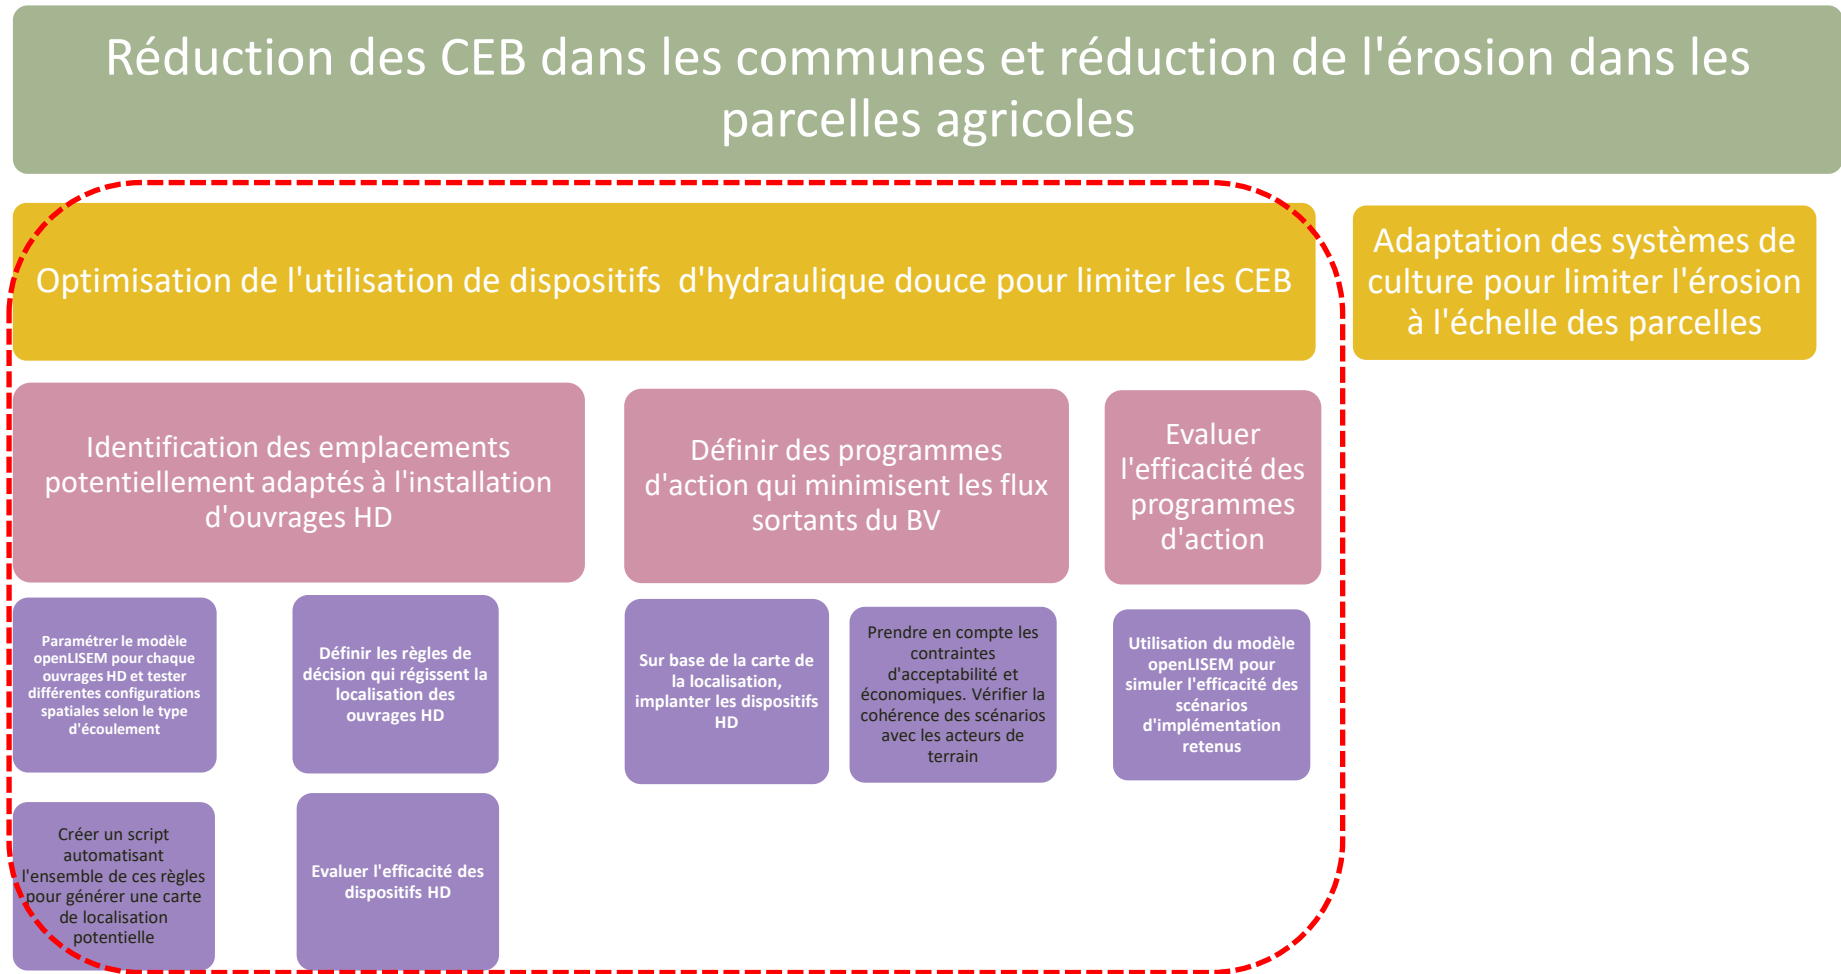 Réduction des CEB dans les communes et réduction de l'érosion dans les
parcelles agricoles
Optimisation de l'utilisation de dispositifs d'hydraulique douce pour limiter les CEB
Adaptation des systèmes de
culture pour limiter l'érosion
à l'échelle des parcelles
Identification des emplacements
potentiellement adaptés à l'installation
d'ouvrages HD
Définir des programmes
d'action qui minimisent les flux
sortants du BV
Evaluer
l'efficacité des
programmes
d'action
Paramétrer le modèle
openLISEM pour chaque
ouvrages HD et tester
différentes configurations
spatiales selon le type
d'écoulement
Définir les règles de
décision qui régissent la
localisation des
ouvrages HD
Sur base de la carte de
la localisation,
implanter les dispositifs
HD
Prendre en compte les
contraintes
d'acceptabilité et
économiques. Vérifier la
cohérence des scénarios
avec les acteurs de
terrain
Utilisation du modèle
openLISEM pour
simuler l'efficacité des
scénarios
d'implémentation
retenus
Créer un script
automatisant
l'ensemble de ces règles
pour générer une carte
de localisation
potentielle
Evaluer l'efficacité des
dispositifs HD